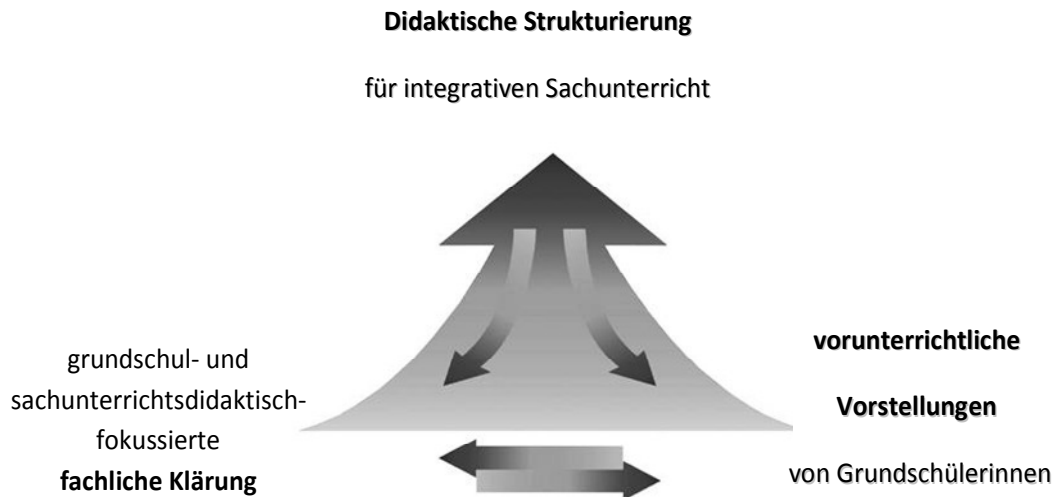 Didaktische Strukturierung
für integrativen Sachunterricht
grundschul- und
sachunterrichtsdidaktisch-
fokussierte
fachliche Klärung
vorunterrichtliche
Vorstellungen
von Grundschülerinnen